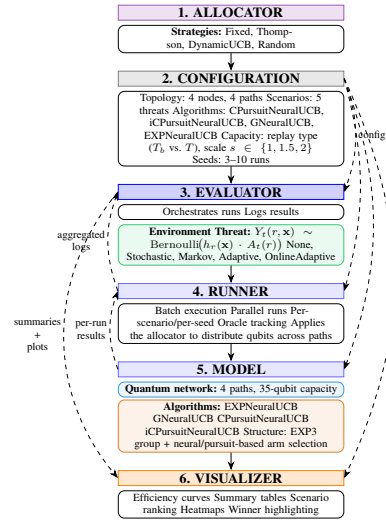 1. ALLOCATOR
Strategies: Fixed, Thomp-
son, DynamicUCB, Random
2. CONFIGURATION
Topology: 4 nodes, 4 paths Scenarios: 5
threats Algorithms: CPursuitNeuralUCB,
iCPursuitNeuralUCB, GNeuralUCB,
EXPNeuralUCB Capacity: replay type
(T_b vs. T), scale s ∈ {1, 1.5, 2}
Seeds: 3–10 runs
config
3. EVALUATOR
Orchestrates runs Logs results
aggregated
logs
Environment Threat: Y_t(r, x) ∼
Bernoulli(h_r(x) · A_t(r)) None,
Stochastic, Markov, Adaptive, OnlineAdaptive
4. RUNNER
Batch execution Parallel runs Per-
scenario/per-seed Oracle tracking Applies
the allocator to distribute qubits across paths
summaries
+
plots
per-run
results
5. MODEL
Quantum network: 4 paths, 35-qubit capacity
Algorithms: EXPNeuralUCB
GNeuralUCB CPursuitNeuralUCB
iCPursuitNeuralUCB Structure: EXP3
group + neural/pursuit-based arm selection
6. VISUALIZER
Efficiency curves Summary tables Scenario
ranking Heatmaps Winner highlighting